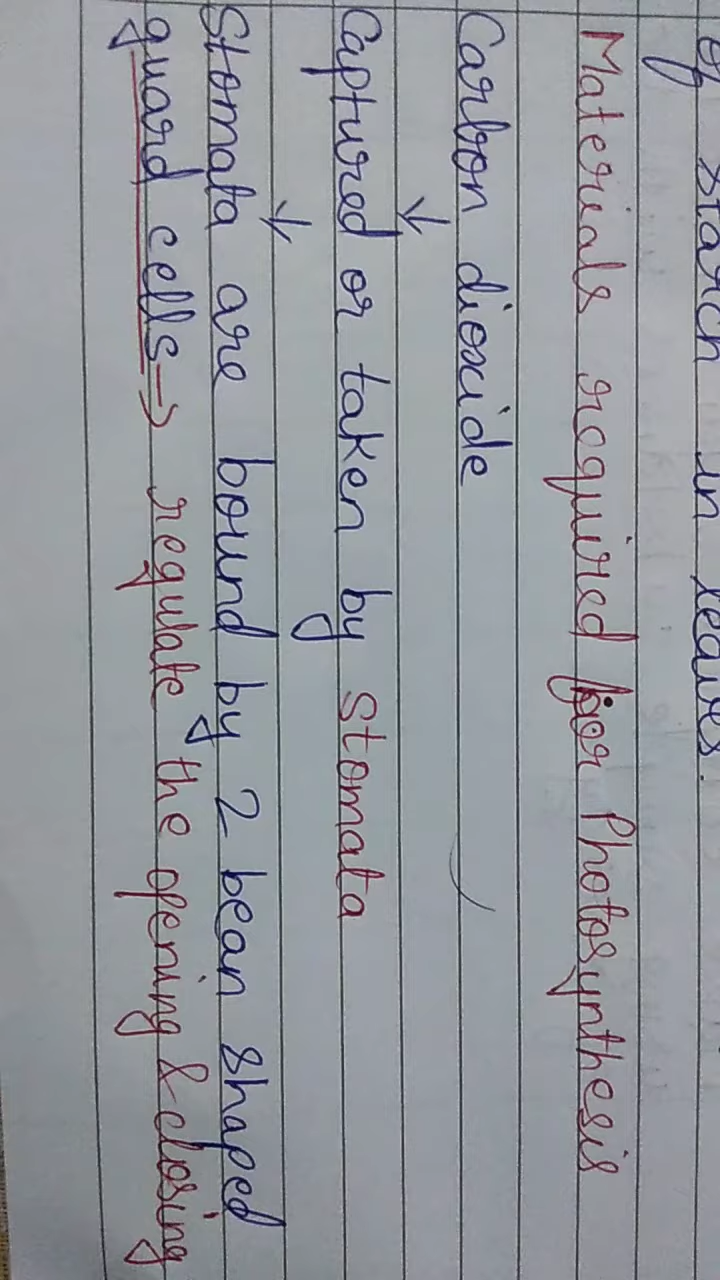 of starch in leaves.
Materials required for Photosynthesis
Carbon dioxide
↓
Captured or taken by stomata
↓
Stomata are bound by 2 bean shaped
guard cells → regulate the opening & closing